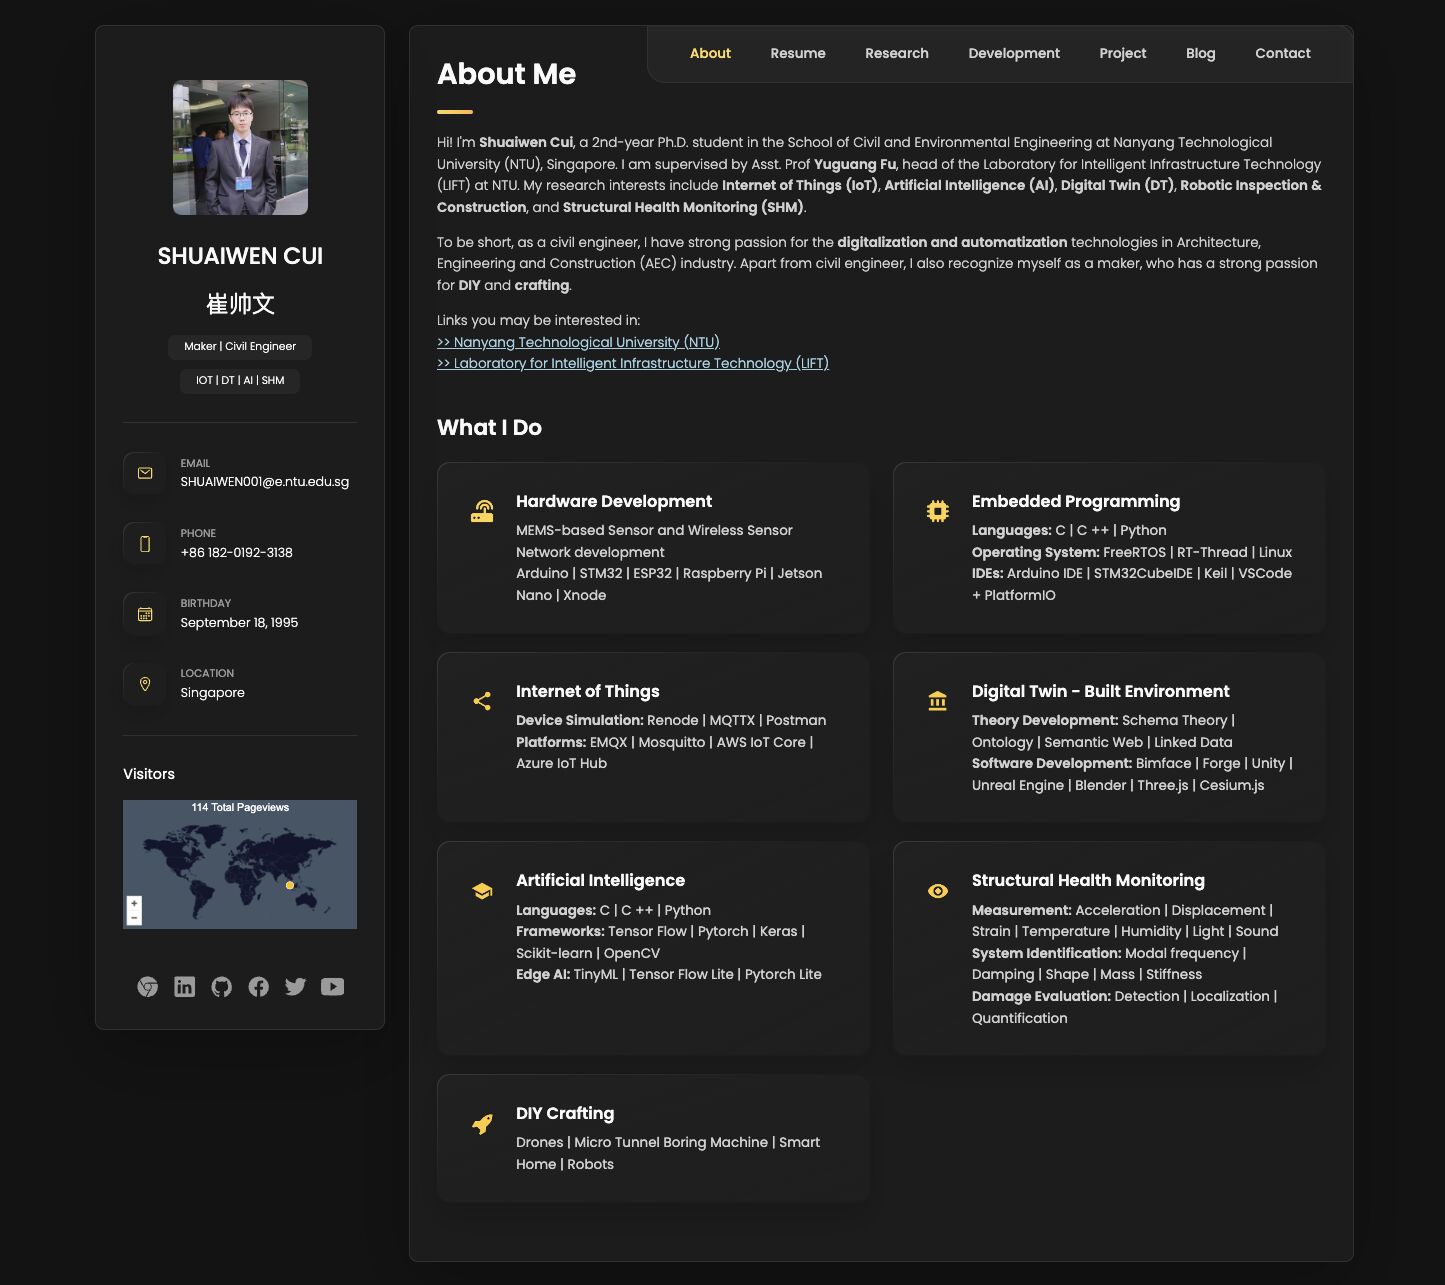 SHUAIWEN CUI
崔帅文
Maker | Civil Engineer
IOT | DT | AI | SHM
EMAIL
SHUAIWEN001@e.ntu.edu.sg
PHONE
+86 182-0192-3138
BIRTHDAY
September 18, 1995
LOCATION
Singapore
Visitors
114 Total Pageviews
+
−
About
Resume
Research
Development
Project
Blog
Contact
About Me
Hi! I'm Shuaiwen Cui, a 2nd-year Ph.D. student in the School of Civil and Environmental Engineering at Nanyang Technological
University (NTU), Singapore. I am supervised by Asst. Prof Yuguang Fu, head of the Laboratory for Intelligent Infrastructure Technology
(LIFT) at NTU. My research interests include Internet of Things (IoT), Artificial Intelligence (AI), Digital Twin (DT), Robotic Inspection &
Construction, and Structural Health Monitoring (SHM).
To be short, as a civil engineer, I have strong passion for the digitalization and automatization technologies in Architecture,
Engineering and Construction (AEC) industry. Apart from civil engineer, I also recognize myself as a maker, who has a strong passion
for DIY and crafting.
Links you may be interested in:
>> Nanyang Technological University (NTU)
>> Laboratory for Intelligent Infrastructure Technology (LIFT)
What I Do
Hardware Development
MEMS-based Sensor and Wireless Sensor
Network development
Arduino | STM32 | ESP32 | Raspberry Pi | Jetson
Nano | Xnode
Embedded Programming
Languages: C | C ++ | Python
Operating System: FreeRTOS | RT-Thread | Linux
IDEs: Arduino IDE | STM32CubeIDE | Keil | VSCode
+ PlatformIO
Internet of Things
Device Simulation: Renode | MQTTX | Postman
Platforms: EMQX | Mosquitto | AWS IoT Core |
Azure IoT Hub
Digital Twin - Built Environment
Theory Development: Schema Theory |
Ontology | Semantic Web | Linked Data
Software Development: Bimface | Forge | Unity |
Unreal Engine | Blender | Three.js | Cesium.js
Artificial Intelligence
Languages: C | C ++ | Python
Frameworks: Tensor Flow | Pytorch | Keras |
Scikit-learn | OpenCV
Edge AI: TinyML | Tensor Flow Lite | Pytorch Lite
Structural Health Monitoring
Measurement: Acceleration | Displacement |
Strain | Temperature | Humidity | Light | Sound
System Identification: Modal frequency |
Damping | Shape | Mass | Stiffness
Damage Evaluation: Detection | Localization |
Quantification
DIY Crafting
Drones | Micro Tunnel Boring Machine | Smart
Home | Robots